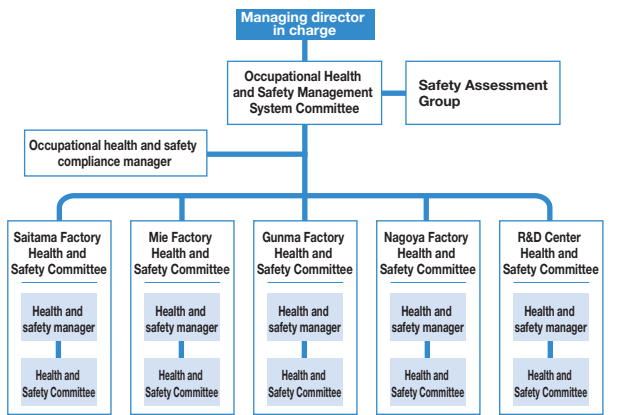 Managing director
in charge
Occupational Health
and Safety Management
System Committee
Safety Assessment
Group
Occupational health and safety
compliance manager
Saitama Factory
Health and
Safety Committee
Health and
safety manager
Health and
Safety Committee
Mie Factory
Health and
Safety Committee
Health and
safety manager
Health and
Safety Committee
Gunma Factory
Health and
Safety Committee
Health and
safety manager
Health and
Safety Committee
Nagoya Factory
Health and
Safety Committee
Health and
safety manager
Health and
Safety Committee
R&D Center
Health and
Safety Committee
Health and
safety manager
Health and
Safety Committee